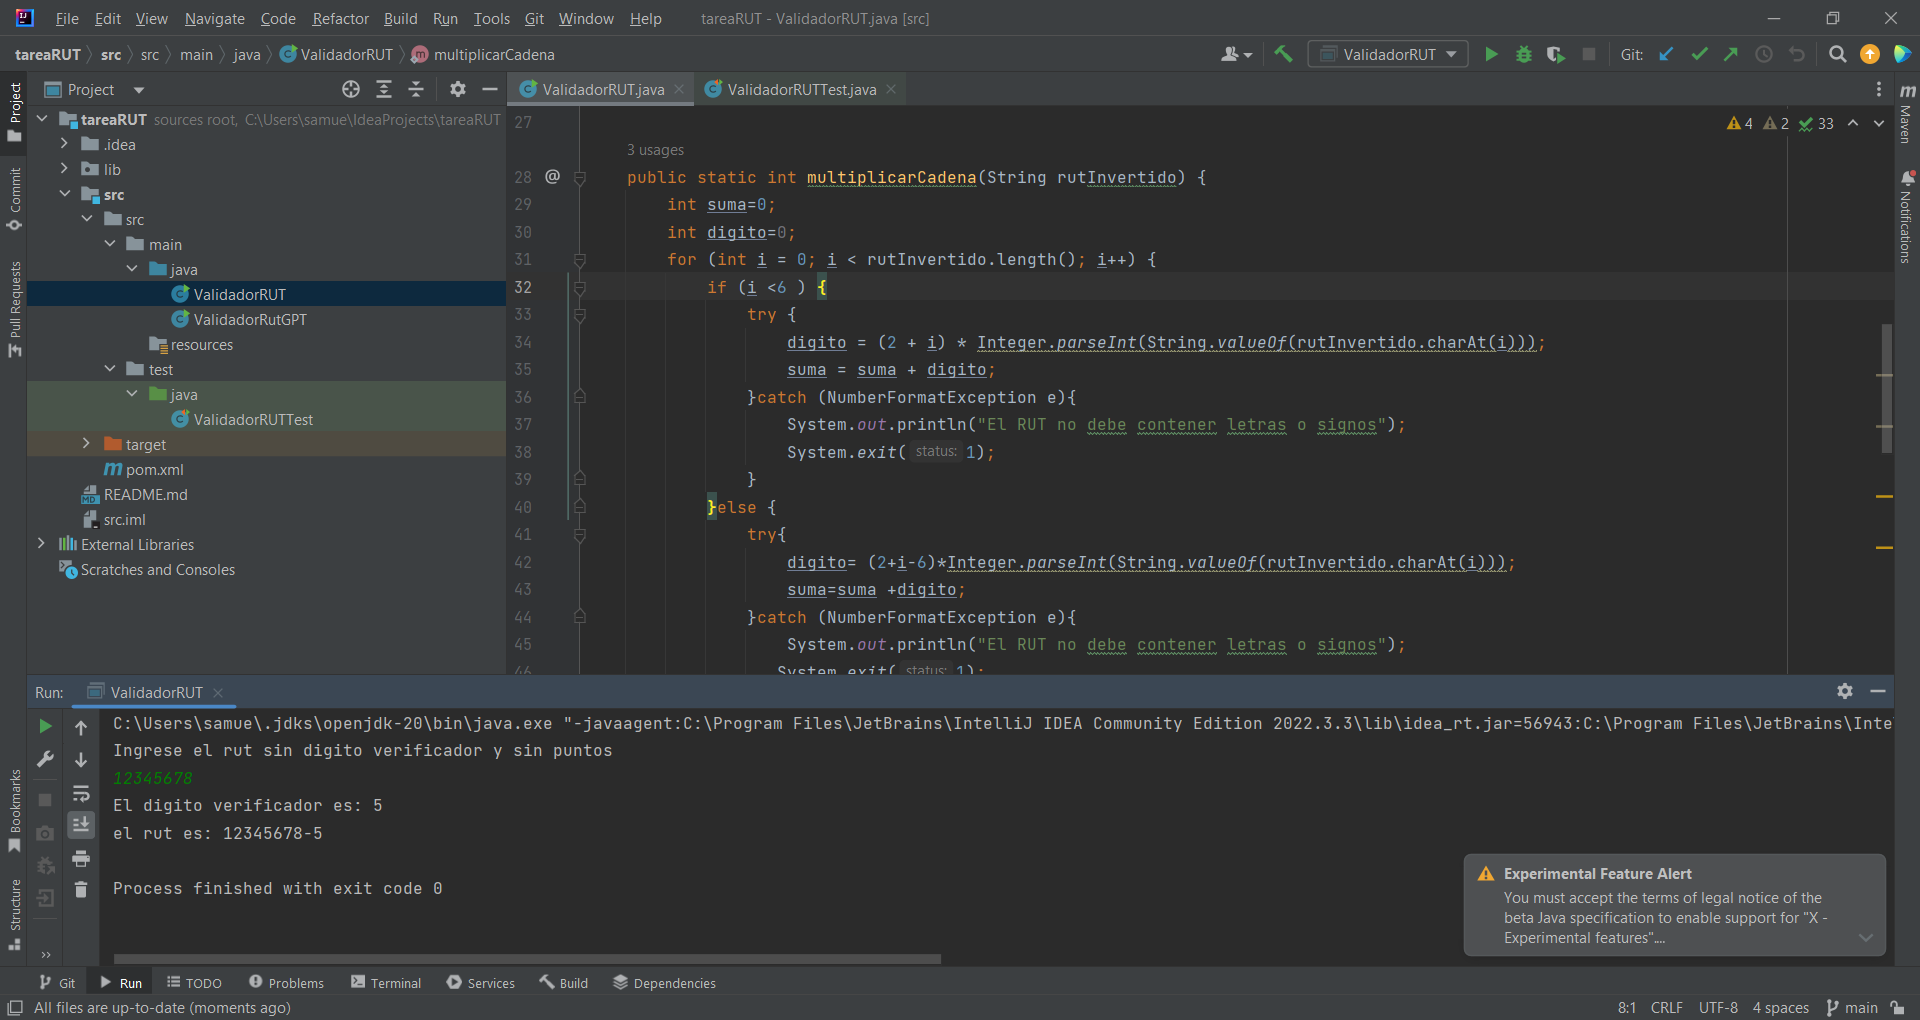 File Edit View Navigate Code Refactor Build Run Tools Git Window Help tareaRUT - ValidadorRUT.java [src]
tareaRUT src src main java ValidadorRUT multiplicarCadena ValidadorRUT Git:
Project
ValidadorRUT.java ValidadorRUTTest.java
tareaRUT sources root, C:\Users\samue\IdeaProjects\tareaRUT
.idea
lib
src
src
main
java
ValidadorRUT
ValidadorRutGPT
resources
test
java
ValidadorRUTTest
target
pom.xml
README.md
src.iml
External Libraries
Scratches and Consoles
Project
Commit
Pull Requests
Bookmarks
Structure
Maven
Notifications
4 2 33
27
3 usages
28 @ public static int multiplicarCadena(String rutInvertido) {
29 int suma=0;
30 int digito=0;
31 for (int i = 0; i < rutInvertido.length(); i++) {
32 if (i <6 ) {
33 try {
34 digito = (2 + i) * Integer.parseInt(String.valueOf(rutInvertido.charAt(i)));
35 suma = suma + digito;
36 }catch (NumberFormatException e){
37 System.out.println("El RUT no debe contener letras o signos");
38 System.exit( status: 1);
39 }
40 }else {
41 try{
42 digito= (2+i-6)*Integer.parseInt(String.valueOf(rutInvertido.charAt(i)));
43 suma=suma +digito;
44 }catch (NumberFormatException e){
45 System.out.println("El RUT no debe contener letras o signos");
46 System.exit( status: 1);
Run: ValidadorRUT
C:\Users\samue\.jdks\openjdk-20\bin\java.exe "-javaagent:C:\Program Files\JetBrains\IntelliJ IDEA Community Edition 2022.3.3\lib\idea_rt.jar=56943:C:\Program Files\JetBrains\Inte
Ingrese el rut sin digito verificador y sin puntos
12345678
El digito verificador es: 5
el rut es: 12345678-5
Process finished with exit code 0
Experimental Feature Alert
You must accept the terms of legal notice of the
beta Java specification to enable support for "X -
Experimental features"....
Git Run TODO Problems Terminal Services Build Dependencies
All files are up-to-date (moments ago) 8:1 CRLF UTF-8 4 spaces main